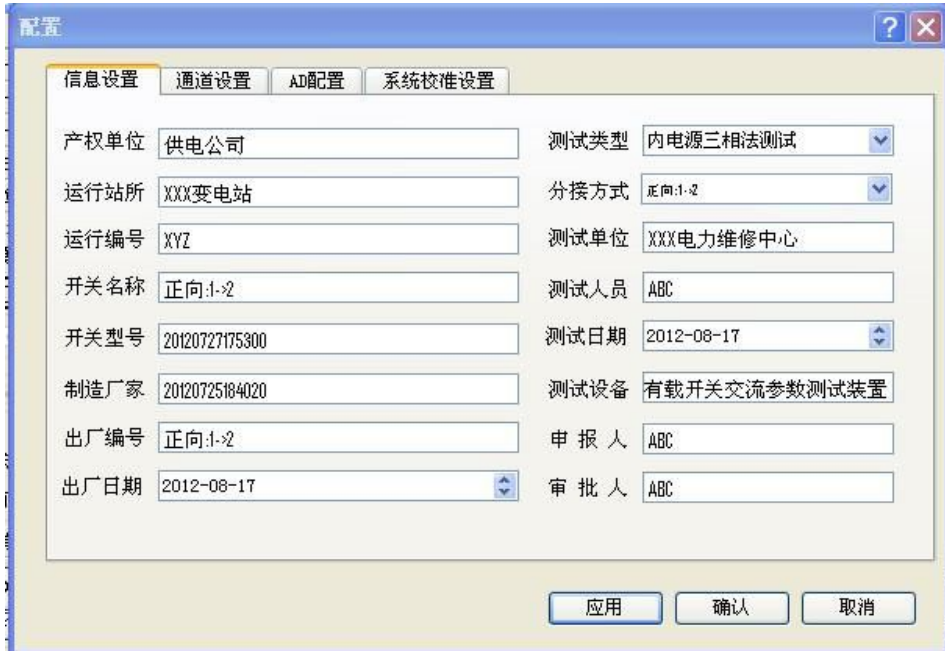 配置
信息设置 通道设置 AD配置 系统校准设置
产权单位 供电公司 测试类型 内电源三相法测试
运行站所 XXX变电站 分接方式 正向:1->2
运行编号 XYZ 测试单位 XXX电力维修中心
开关名称 正向:1->2 测试人员 ABC
开关型号 20120727175300 测试日期 2012-08-17
制造厂家 20120725184020 测试设备 有载开关交流参数测试装置
出厂编号 正向:1->2 申报人 ABC
出厂日期 2012-08-17 审批人 ABC
应用 确认 取消